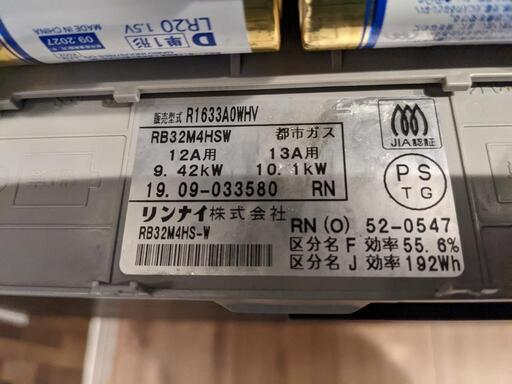 D 単1形
LR20 1.5V
MADE IN CHINA
09.2027
販売型式 R1633A0WHV
RB32M4HSW 都市ガス
12A用 13A用
9.42kW 10.1kW
19.09-033580 RN
リンナイ株式会社
RB32M4HS-W
JIA認証
PS
TG
RN(O) 52-0547
区分名 F 効率 55.6%
区分名 J 効率 192Wh